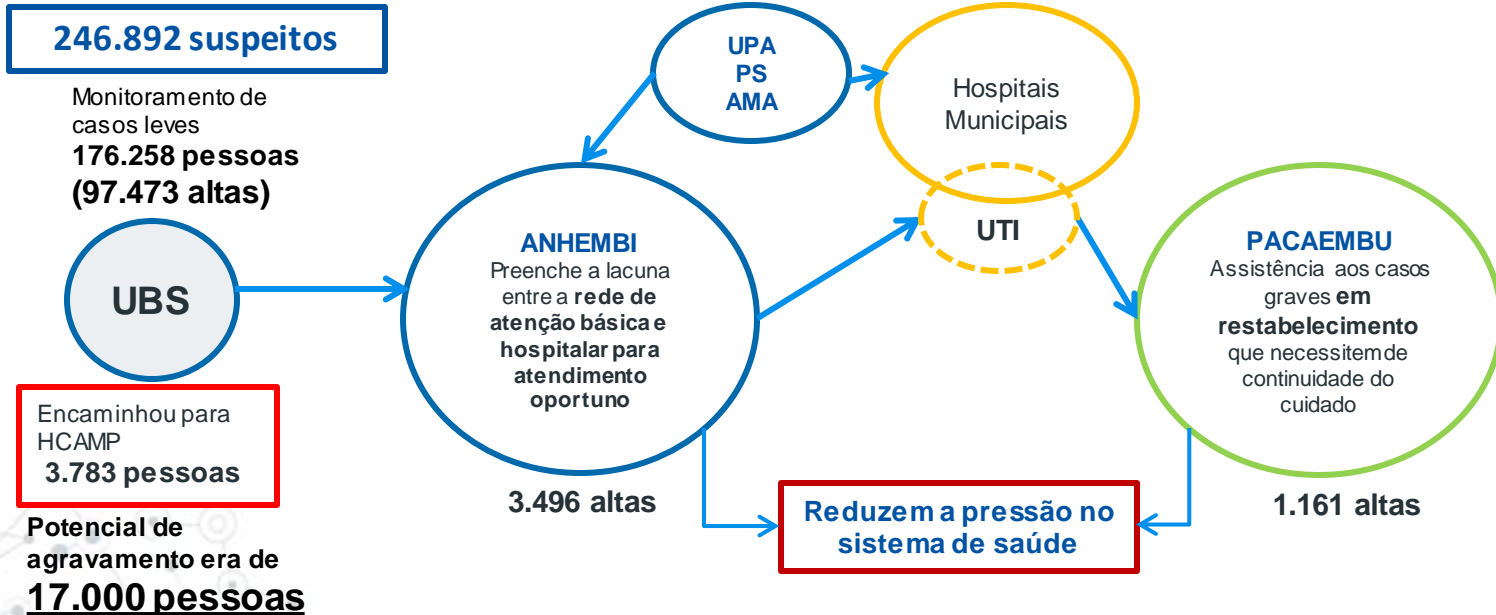 246.892 suspeitos
Monitoramento de
casos leves
176.258 pessoas
(97.473 altas)
UBS
Encaminhou para
HCAMP
3.783 pessoas
Potencial de
agravamento era de
17.000 pessoas
UPA
PS
AMA
Hospitais
Municipais
UTI
ANHEMBI
Preenche a lacuna
entre a rede de
atenção básica e
hospitalar para
atendimento
oportuno
3.496 altas
PACAEMBU
Assistência aos casos
graves em
restabelecimento
que necessitem de
continuidade do
cuidado
1.161 altas
Reduzem a pressão no
sistema de saúde